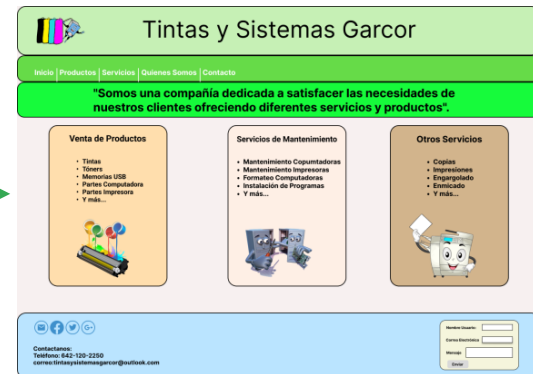 Tintas y Sistemas Garcor
Inicio Productos Servicios Quienes Somos Contacto
"Somos una compañía dedicada a satisfacer las necesidades de
nuestros clientes ofreciendo diferentes servicios y productos".
Venta de Productos
• Tintas
• Tóners
• Memorias USB
• Partes Computadora
• Partes Impresora
• Y más...
Servicios de Mantenimiento
• Mantenimiento Copumtadoras
• Mantenimiento Impresoras
• Formateo Computadoras
• Instalación de Programas
• Y más...
Otros Servicios
• Copias
• Impresiones
• Engargolado
• Enmicado
• Y más...
G+
Contactanos:
Teléfono: 642-120-2250
correo:tintasysistemasgarcor@outlook.com
Nombre Usuario:
Correo Electrónico
Mensaje
Enviar